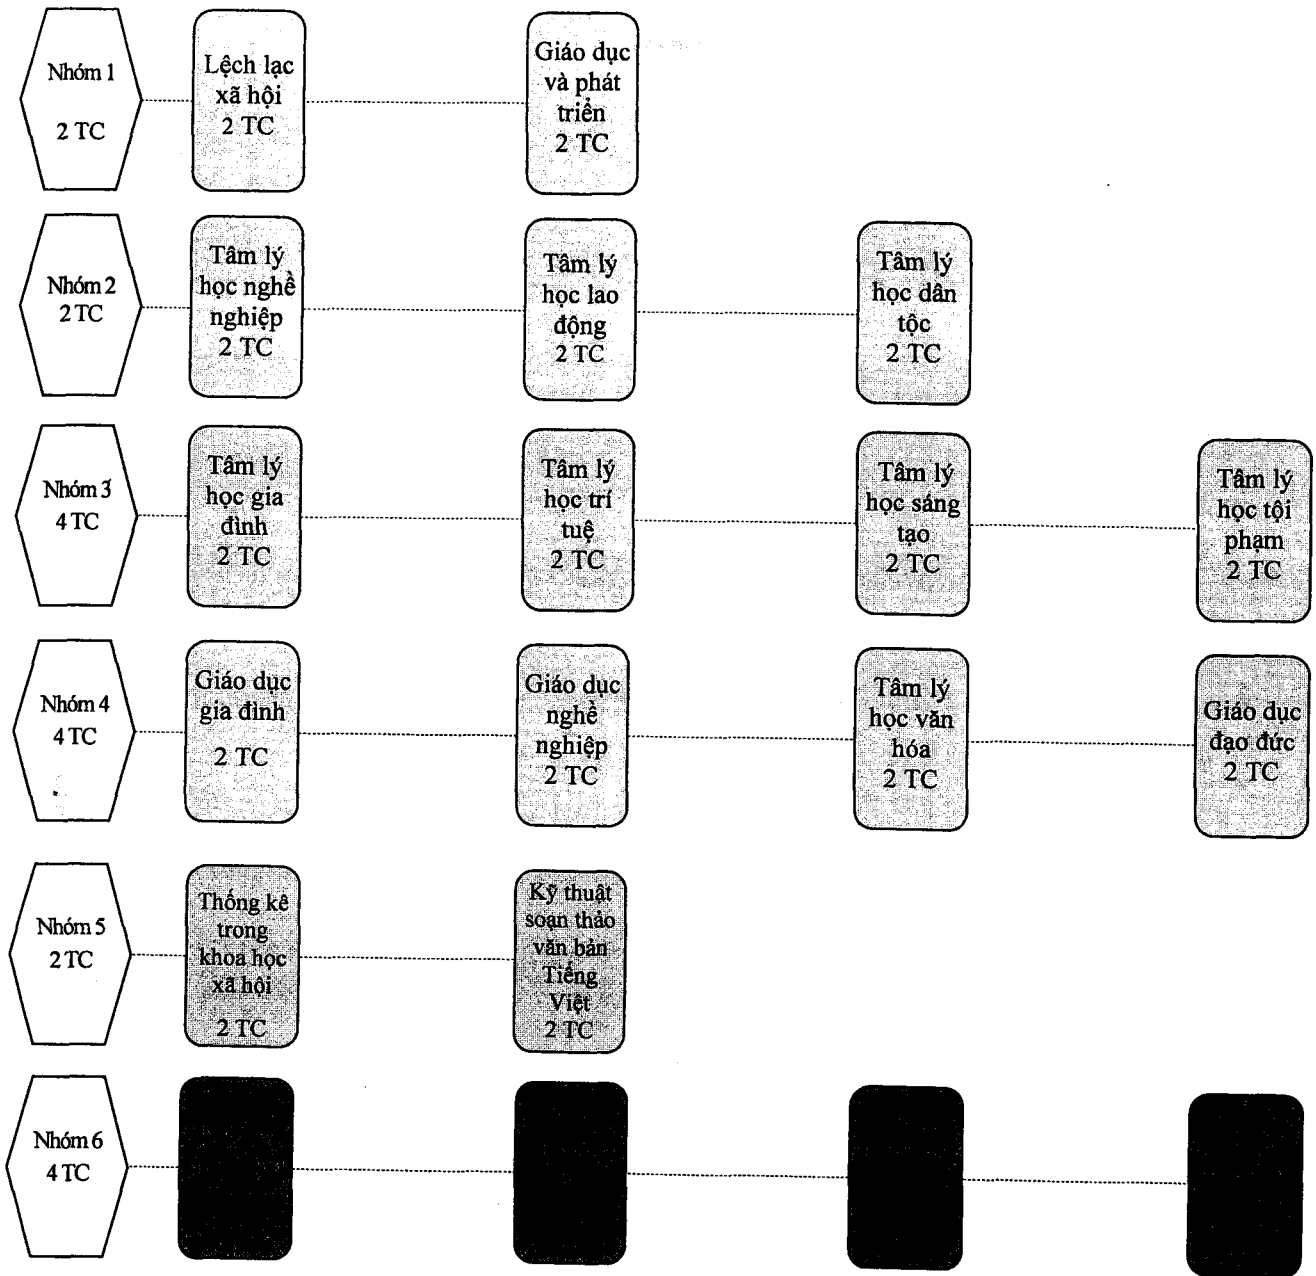 Nhóm 1
2 TC
Lệch lạc
xã hội
2 TC
Giáo dục
và phát
triển
2 TC
Nhóm 2
2 TC
Tâm lý
học nghề
nghiệp
2 TC
Tâm lý
học lao
động
2 TC
Tâm lý
học dân
tộc
2 TC
Nhóm 3
4 TC
Tâm lý
học gia
đình
2 TC
Tâm lý
học trí
tuệ
2 TC
Tâm lý
học sáng
tạo
2 TC
Tâm lý
học tội
phạm
2 TC
Nhóm 4
4 TC
Giáo dục
gia đình
2 TC
Giáo dục
nghề
nghiệp
2 TC
Tâm lý
học văn
hóa
2 TC
Giáo dục
đạo đức
2 TC
Nhóm 5
2 TC
Thống kê
trong
khoa học
xã hội
2 TC
Kỹ thuật
soạn thảo
văn bản
Tiếng
Việt
2 TC
Nhóm 6
4 TC